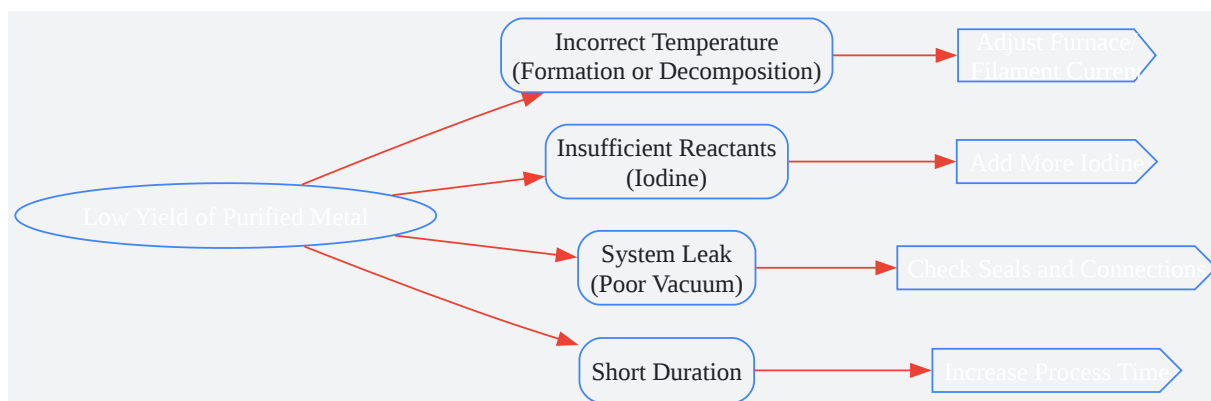 Low Yield of Purified Metal
Incorrect Temperature
(Formation or Decomposition)
Adjust Furnace/
Filament Current
Insufficient Reactants
(Iodine)
Add More Iodine
System Leak
(Poor Vacuum)
Check Seals and Connections
Short Duration
Increase Process Time